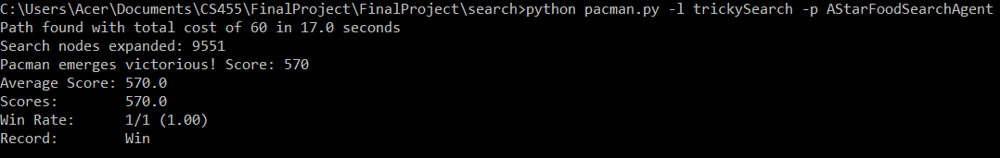 C:\Users\Acer\Documents\CS455\FinalProject\FinalProject\search>python pacman.py -l trickySearch -p AStarFoodSearchAgent
Path found with total cost of 60 in 17.0 seconds
Search nodes expanded: 9551
Pacman emerges victorious! Score: 570
Average Score: 570.0
Scores:        570.0
Win Rate:      1/1 (1.00)
Record:        Win